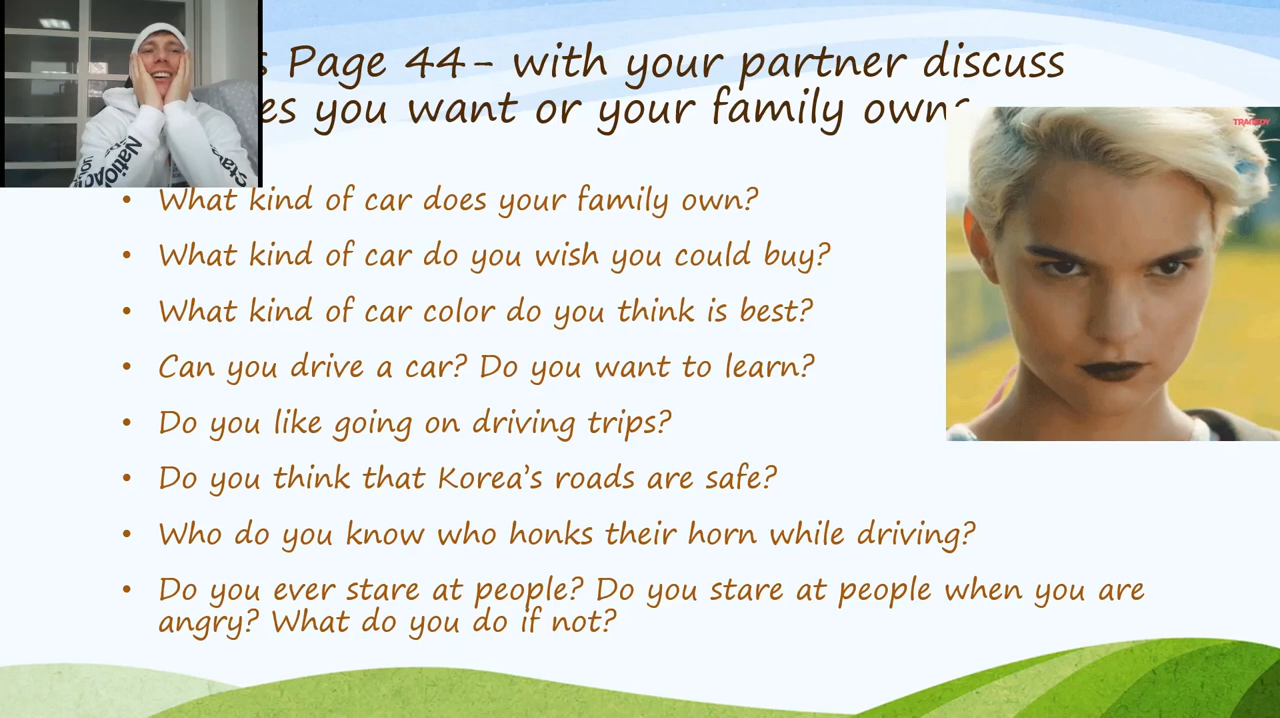 Page 44- with your partner discuss
you want or your family own
• What kind of car does your family own?
• What kind of car do you wish you could buy?
• What kind of car color do you think is best?
• Can you drive a car? Do you want to learn?
• Do you like going on driving trips?
• Do you think that Korea's roads are safe?
• Who do you know who honks their horn while driving?
• Do you ever stare at people? Do you stare at people when you are
angry? What do you do if not?
TRAGEDY